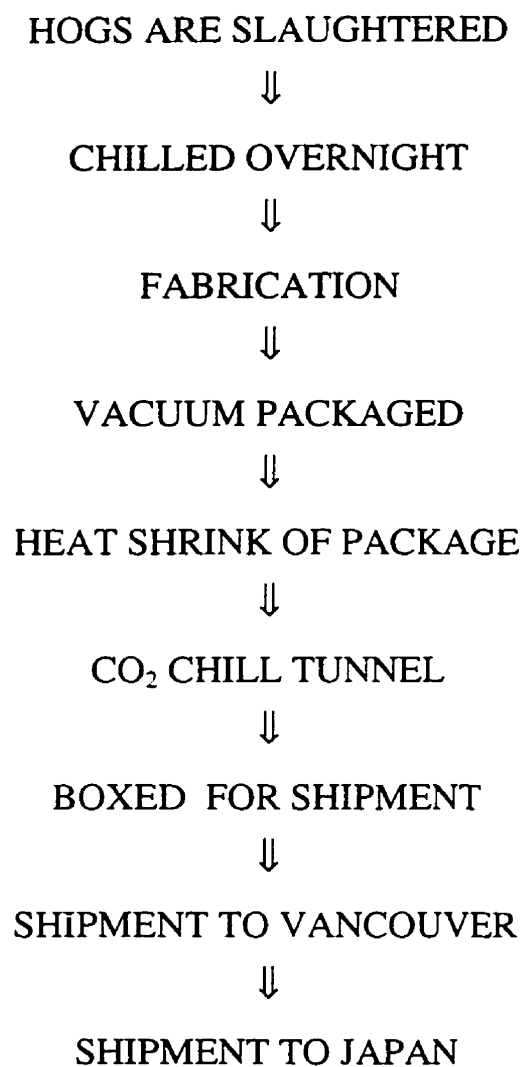 HOGS ARE SLAUGHTERED
⇓
CHILLED OVERNIGHT
⇓
FABRICATION
⇓
VACUUM PACKAGED
⇓
HEAT SHRINK OF PACKAGE
⇓
CO₂ CHILL TUNNEL
⇓
BOXED FOR SHIPMENT
⇓
SHIPMENT TO VANCOUVER
⇓
SHIPMENT TO JAPAN